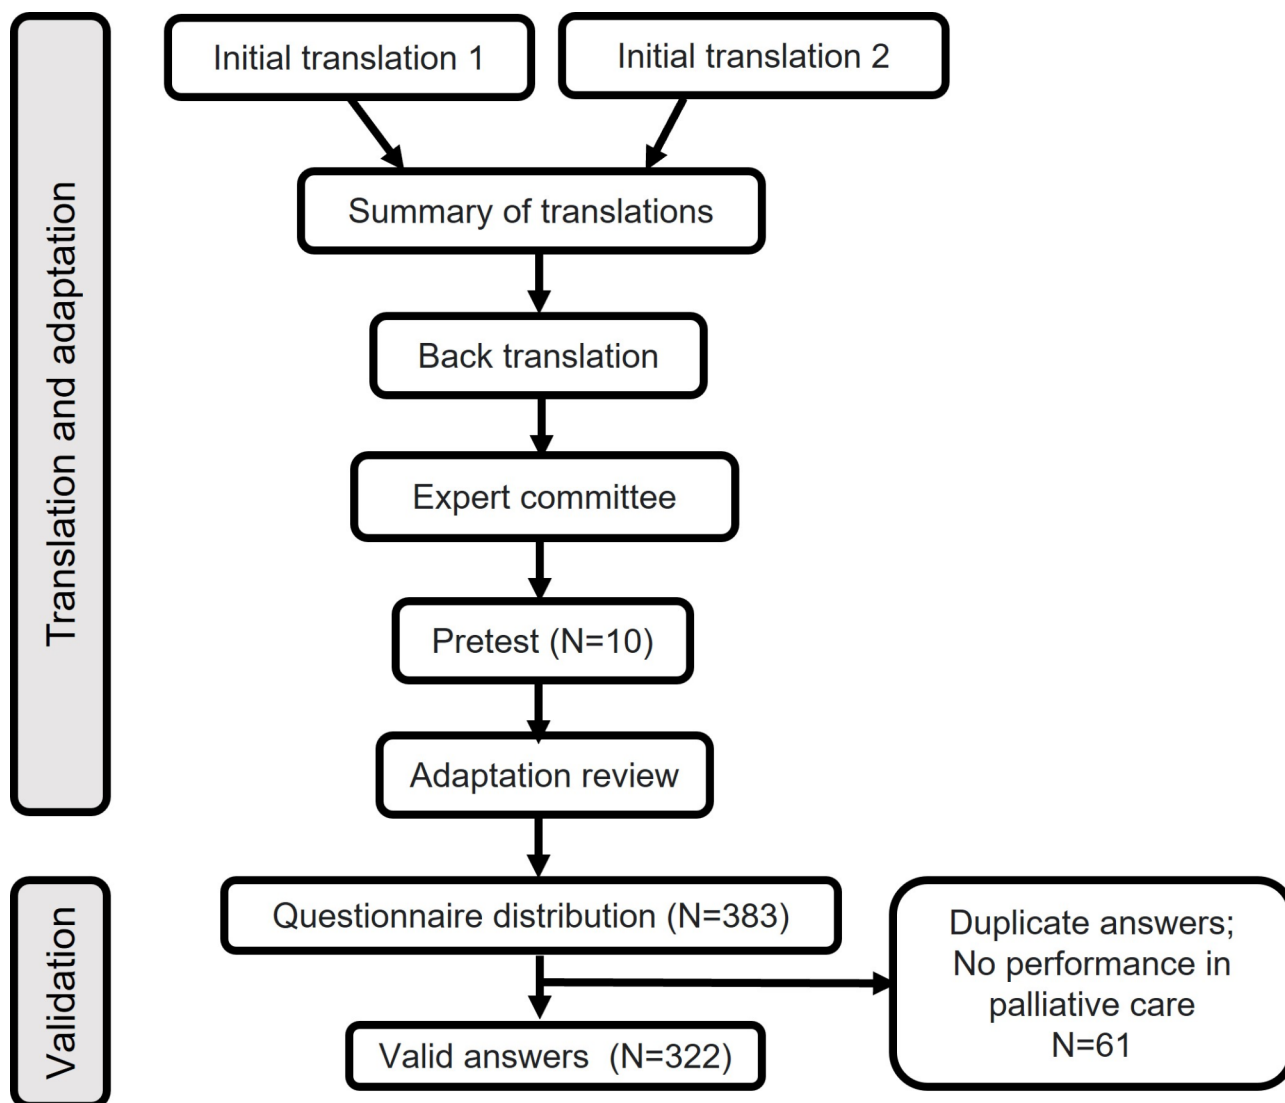 Translation and adaptation
Initial translation 1
Initial translation 2
Summary of translations
Back translation
Expert committee
Pretest (N=10)
Adaptation review
Validation
Questionnaire distribution (N=383)
Duplicate answers;
No performance in
palliative care
N=61
Valid answers (N=322)